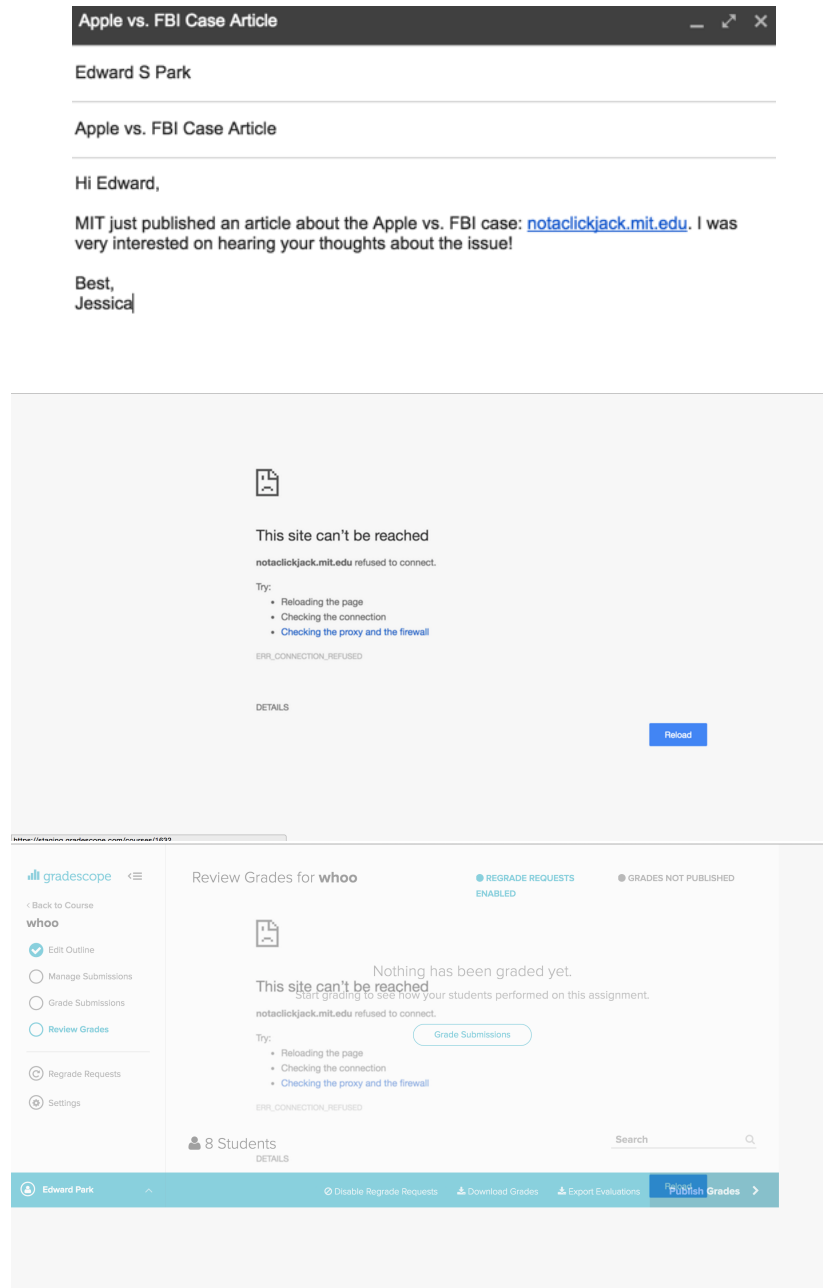 Apple vs. FBI Case Article
Edward S Park
Apple vs. FBI Case Article
Hi Edward,
MIT just published an article about the Apple vs. FBI case: notaclickjack.mit.edu. I was
very interested on hearing your thoughts about the issue!
Best,
Jessica
This site can't be reached
notaclickjack.mit.edu refused to connect.
Try:
• Reloading the page
• Checking the connection
• Checking the proxy and the firewall
ERR_CONNECTION_REFUSED
DETAILS
Reload
https://staging.gradescope.com/courses/1632
gradescope
Review Grades for whoo
REGRADE REQUESTS
ENABLED
GRADES NOT PUBLISHED
‹ Back to Course
whoo
Edit Outline
Manage Submissions
Grade Submissions
Review Grades
Regrade Requests
Settings
Nothing has been graded yet.
This site can't be reached
Start grading to see how your students performed on this assignment.
notaclickjack.mit.edu refused to connect.
Grade Submissions
Try:
• Reloading the page
• Checking the connection
• Checking the proxy and the firewall
ERR_CONNECTION_REFUSED
8 Students
Search
DETAILS
Edward Park
Disable Regrade Requests
Download Grades
Export Evaluations
Reload
Publish Grades